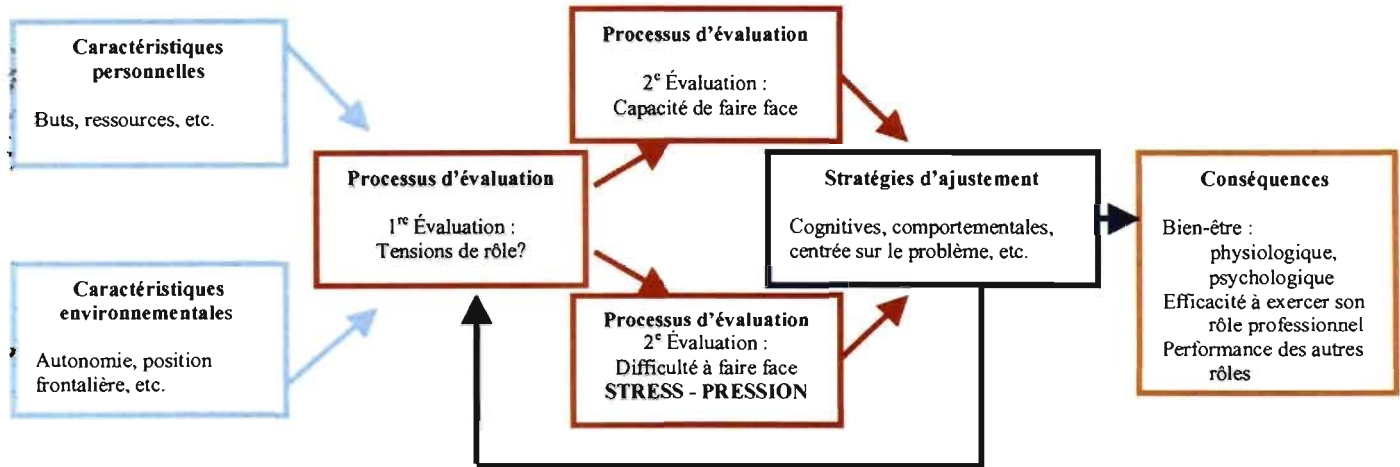 Caractéristiques
personnelles
Buts, ressources, etc.
Caractéristiques
environnementales
Autonomie, position
frontalière, etc.
Processus d'évaluation
1re Évaluation :
Tensions de rôle?
Processus d'évaluation
2e Évaluation :
Capacité de faire face
Processus d'évaluation
2e Évaluation :
Difficulté à faire face
STRESS - PRESSION
Stratégies d'ajustement
Cognitives, comportementales,
centrée sur le problème, etc.
Conséquences
Bien-être :
physiologique,
psychologique
Efficacité à exercer son
rôle professionnel
Performance des autres
rôles